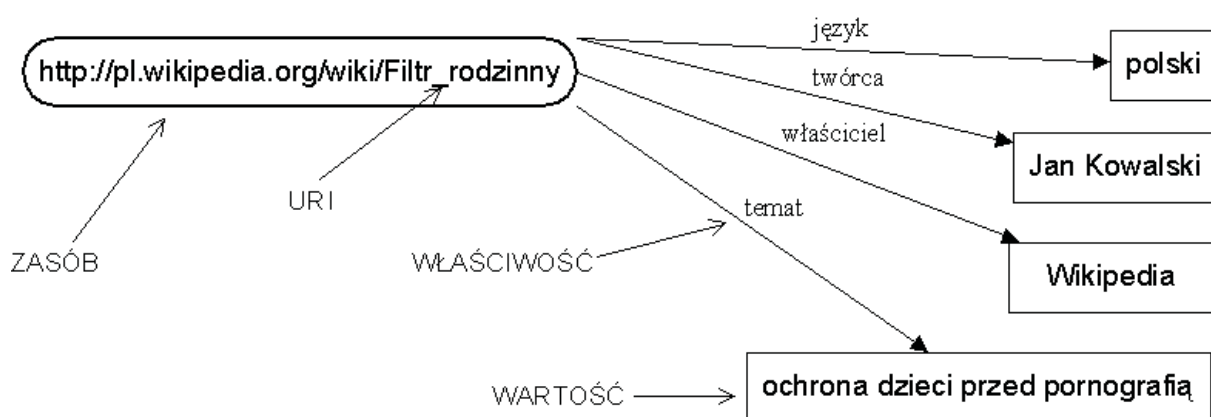 język
http://pl.wikipedia.org/wiki/Filtr_rodzinny
polski
twórca
właściciel
Jan Kowalski
URI
temat
ZASÓB
WŁAŚCIWOŚĆ
Wikipedia
WARTOŚĆ
ochrona dzieci przed pornografią